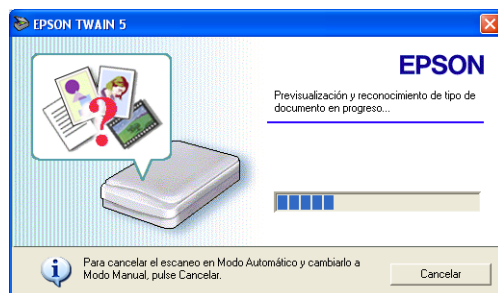 EPSON TWAIN 5
EPSON
Previsualización y reconocimiento de tipo de
documento en progreso...
Para cancelar el escaneo en Modo Automático y cambiarlo a
Modo Manual, pulse Cancelar.
Cancelar